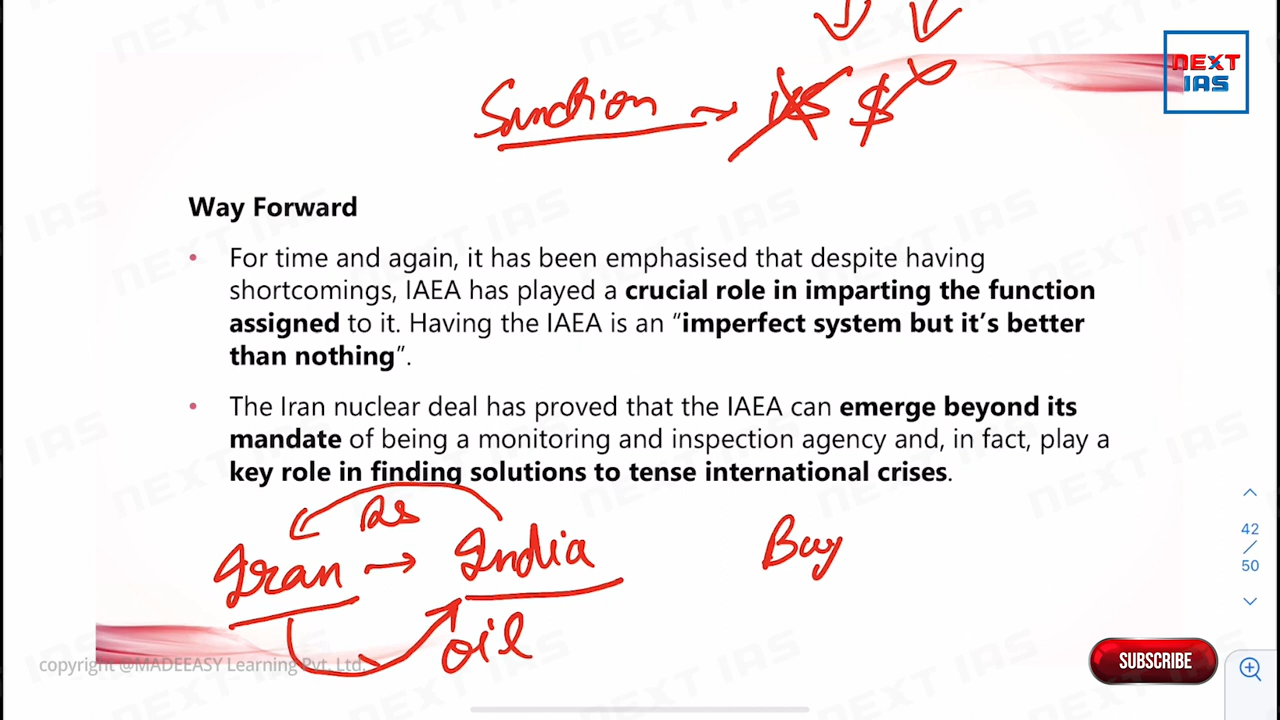 NEXT
IAS
Sanction → $
Way Forward
• For time and again, it has been emphasised that despite having
shortcomings, IAEA has played a crucial role in imparting the function
assigned to it. Having the IAEA is an “imperfect system but it’s better
than nothing”.
• The Iran nuclear deal has proved that the IAEA can emerge beyond its
mandate of being a monitoring and inspection agency and, in fact, play a
key role in finding solutions to tense international crises.
Iran → India
Buy
oil
42
/
50
copyright @MADEEASY Learning Pvt. Ltd.
SUBSCRIBE